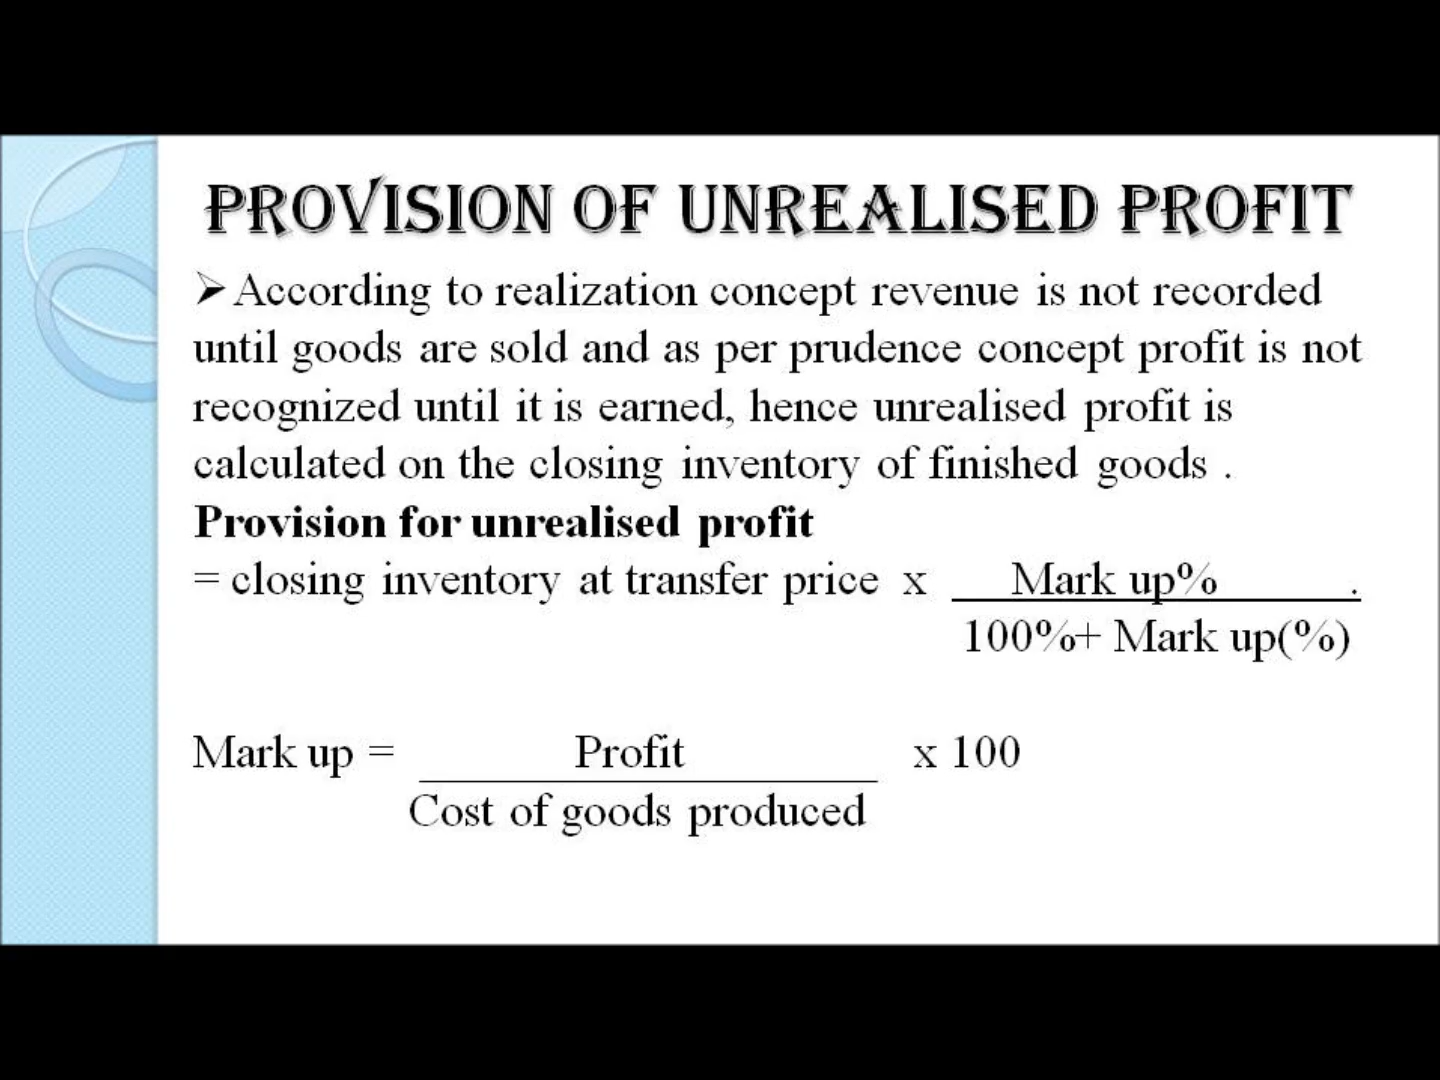 PROVISION OF UNREALISED PROFIT
➢According to realization concept revenue is not recorded
until goods are sold and as per prudence concept profit is not
recognized until it is earned, hence unrealised profit is
calculated on the closing inventory of finished goods .
Provision for unrealised profit
= closing inventory at transfer price x Mark up% .
100%+ Mark up(%)
Mark up = Profit x 100
Cost of goods produced